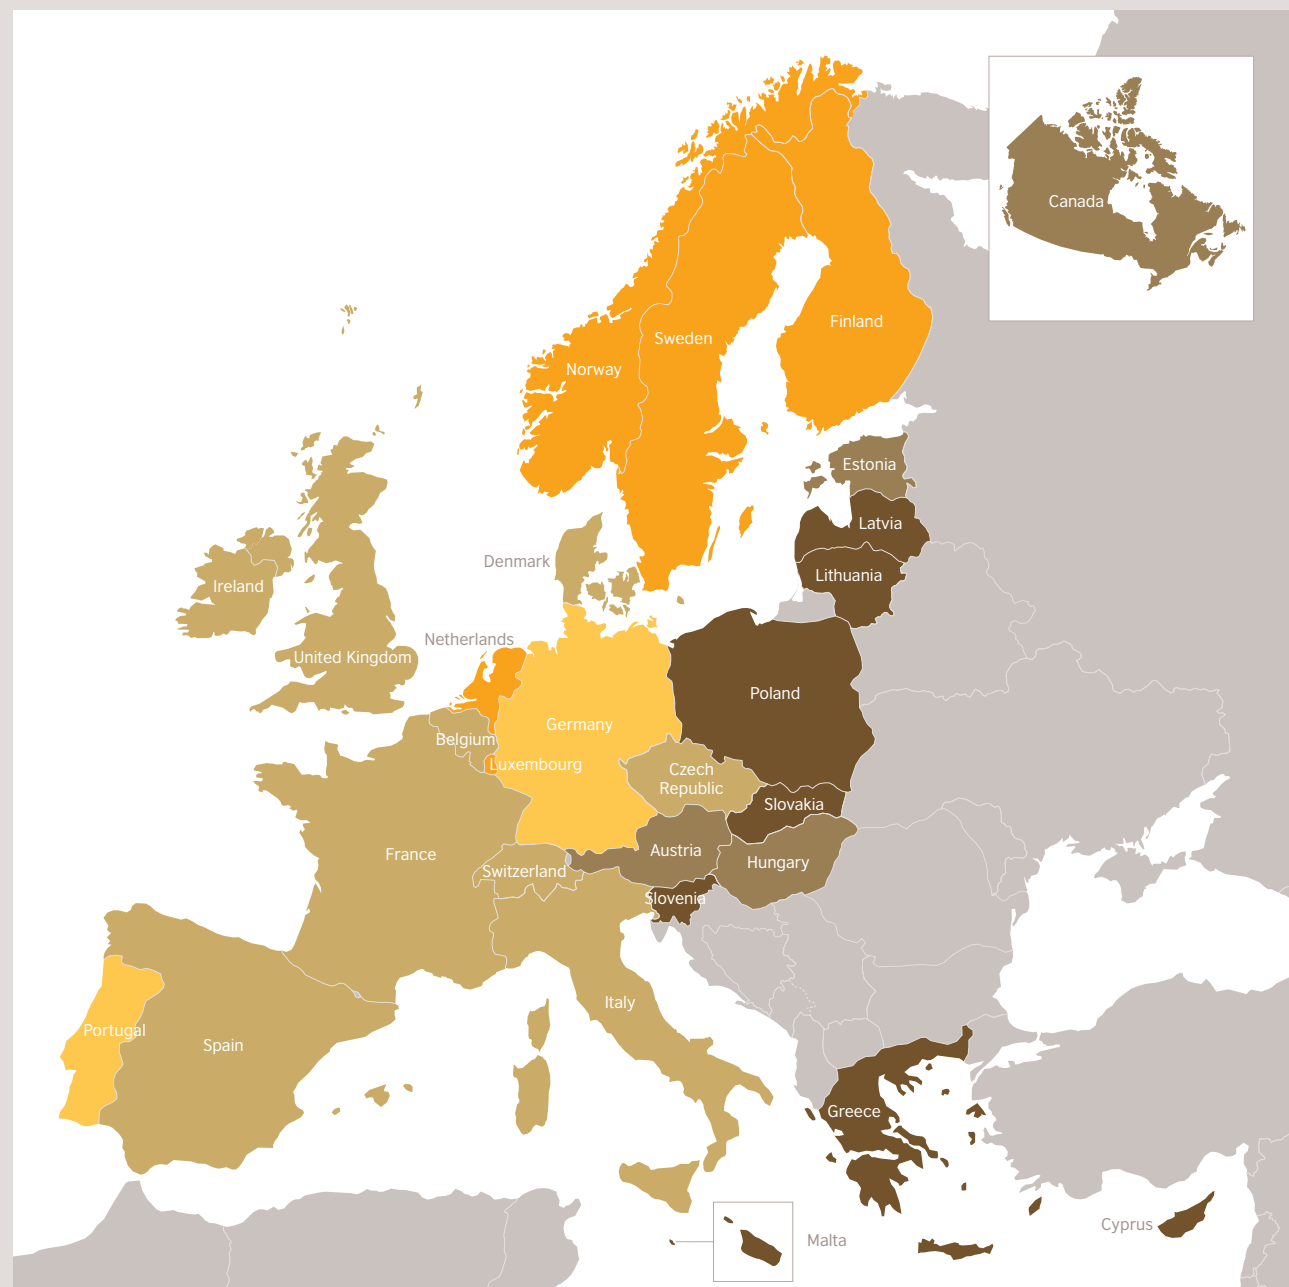 Canada
Finland
Sweden
Norway
Estonia
Latvia
Denmark
Lithuania
Ireland
Netherlands
United Kingdom
Poland
Germany
Belgium
Luxembourg
Czech
Republic
Slovakia
France
Austria
Hungary
Switzerland
Slovenia
Italy
Portugal
Spain
Greece
Cyprus
Malta